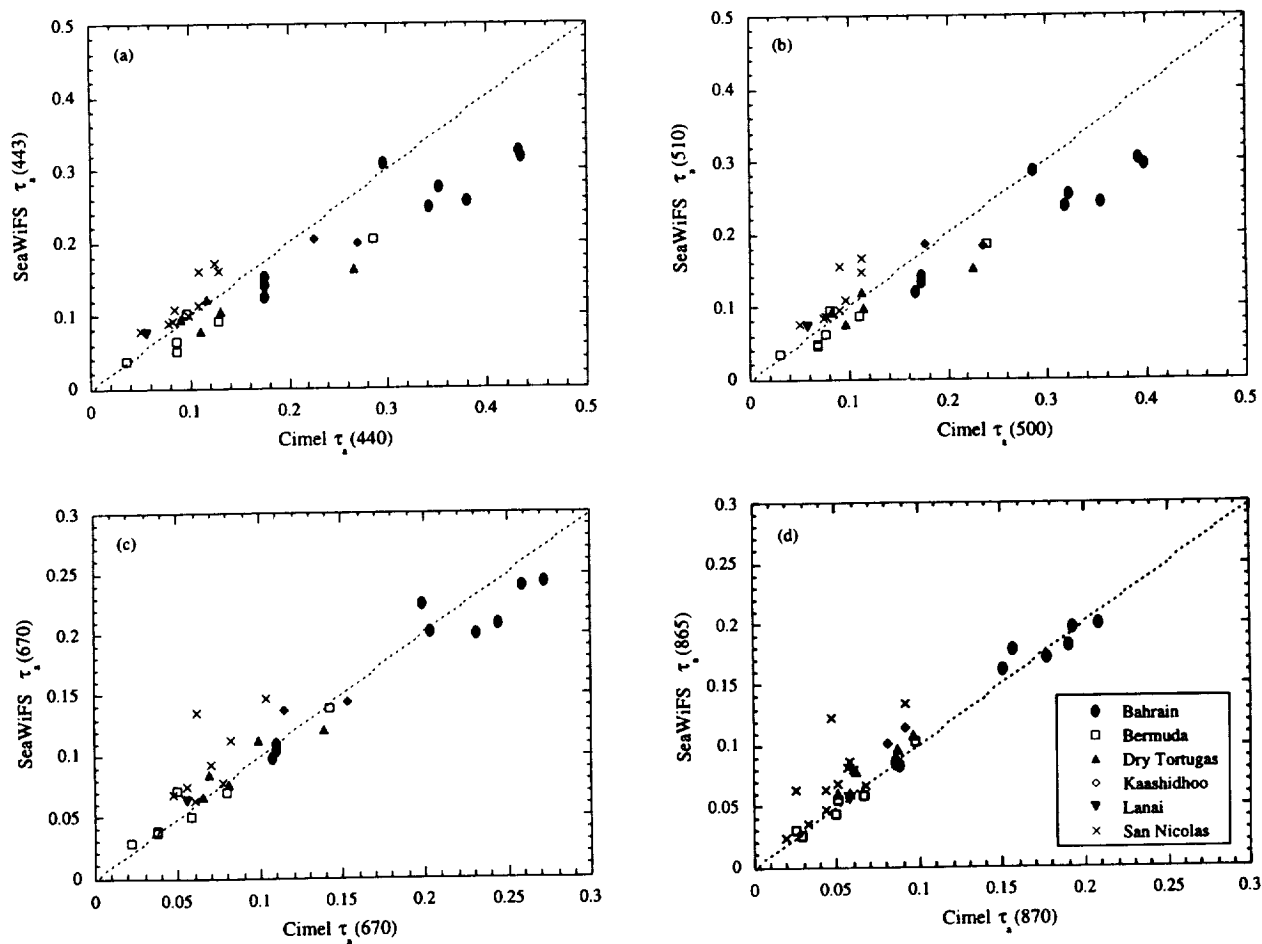 (a)
0.5
0.4
0.3
0.2
0.1
0
0
0.1
0.2
0.3
0.4
0.5
SeaWiFS τa(443)
Cimel τa(440)
(b)
0.5
0.4
0.3
0.2
0.1
0
0
0.1
0.2
0.3
0.4
0.5
SeaWiFS τa(510)
Cimel τa(500)
(c)
0.3
0.25
0.2
0.15
0.1
0.05
0
0
0.05
0.1
0.15
0.2
0.25
0.3
SeaWiFS τa(670)
Cimel τa(670)
(d)
0.3
0.25
0.2
0.15
0.1
0.05
0
0
0.05
0.1
0.15
0.2
0.25
0.3
SeaWiFS τa(865)
Cimel τa(870)
Bahrain
Bermuda
Dry Tortugas
Kaashidhoo
Lanai
San Nicolas